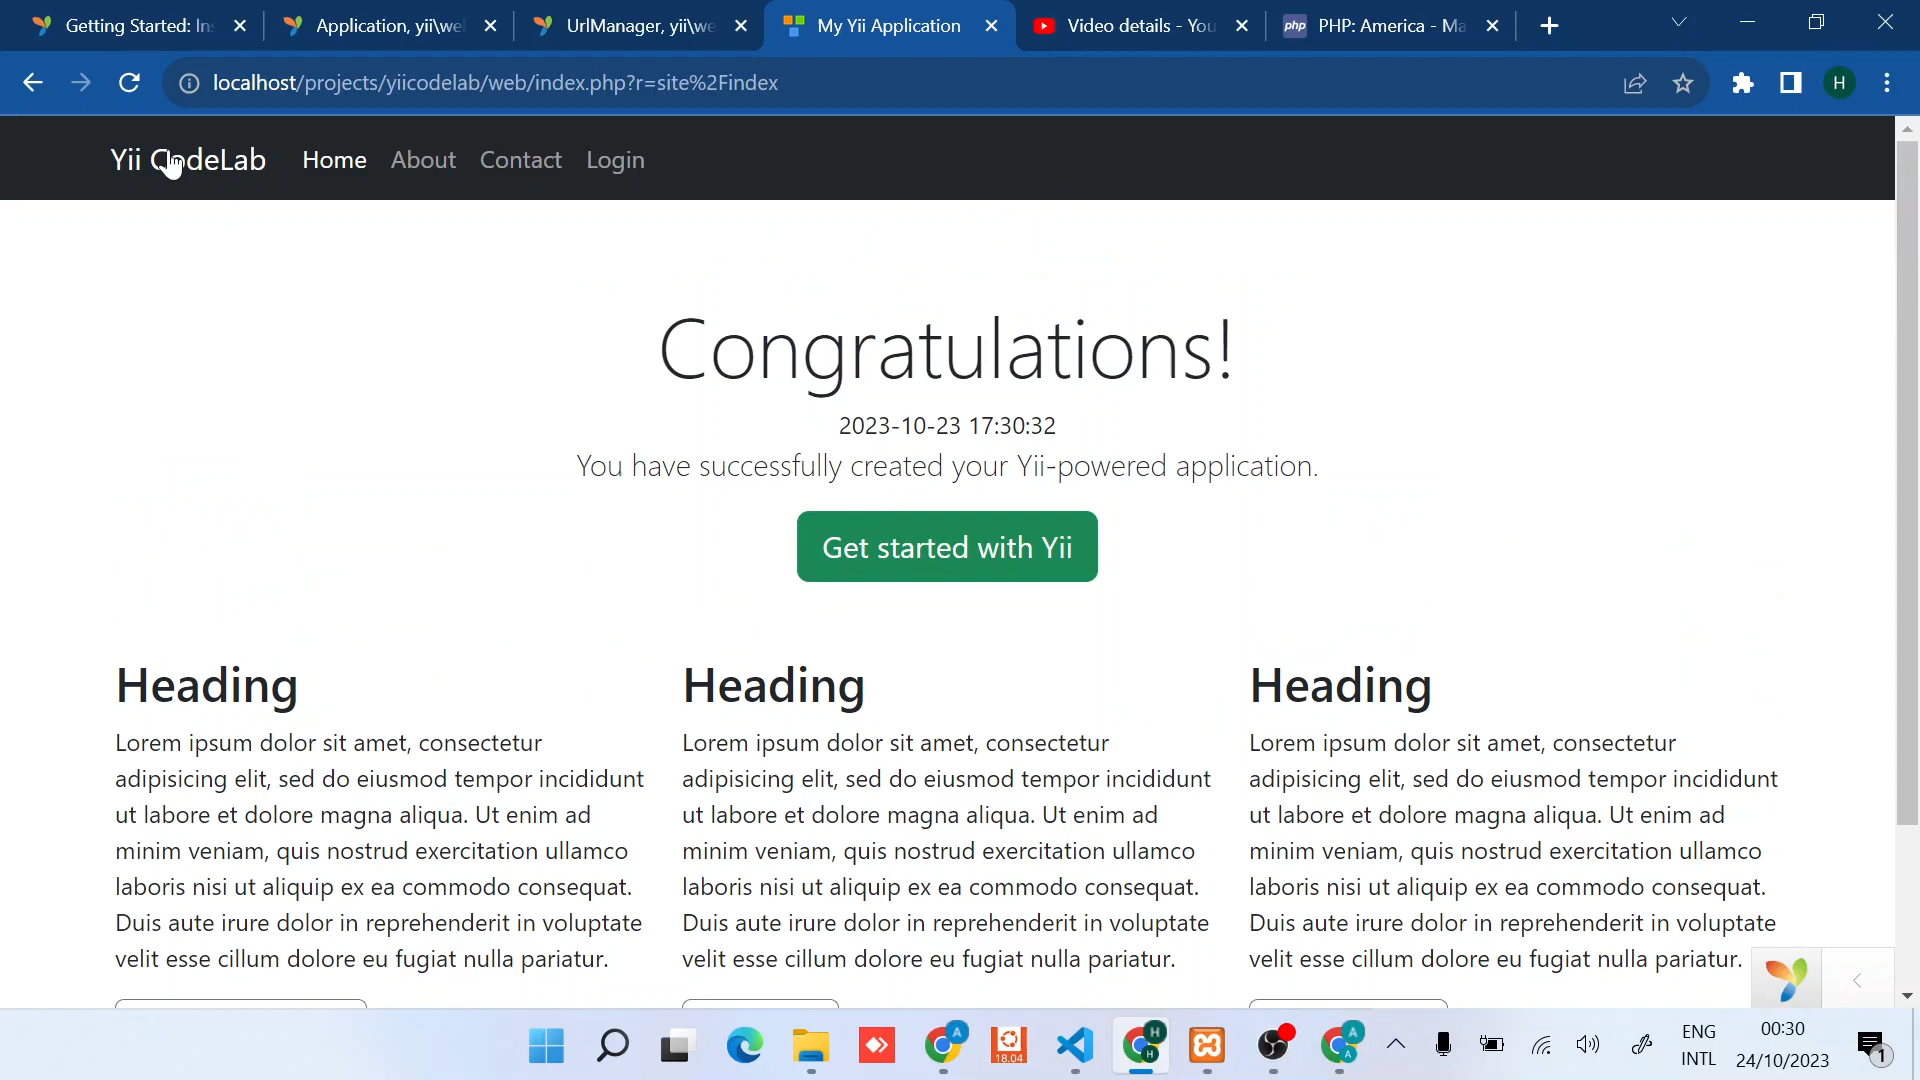 Getting Started: In
Application, yii\we
UrlManager, yii\we
My Yii Application
Video details - You
php
PHP: America - Ma
localhost/projects/yiicodelab/web/index.php?r=site%2Findex
H
Yii CodeLab
Home
About
Contact
Login
Congratulations!
2023-10-23 17:30:32
You have successfully created your Yii-powered application.
Get started with Yii
Heading
Lorem ipsum dolor sit amet, consectetur
adipisicing elit, sed do eiusmod tempor incididunt
ut labore et dolore magna aliqua. Ut enim ad
minim veniam, quis nostrud exercitation ullamco
laboris nisi ut aliquip ex ea commodo consequat.
Duis aute irure dolor in reprehenderit in voluptate
velit esse cillum dolore eu fugiat nulla pariatur.
Heading
Lorem ipsum dolor sit amet, consectetur
adipisicing elit, sed do eiusmod tempor incididunt
ut labore et dolore magna aliqua. Ut enim ad
minim veniam, quis nostrud exercitation ullamco
laboris nisi ut aliquip ex ea commodo consequat.
Duis aute irure dolor in reprehenderit in voluptate
velit esse cillum dolore eu fugiat nulla pariatur.
Heading
Lorem ipsum dolor sit amet, consectetur
adipisicing elit, sed do eiusmod tempor incididunt
ut labore et dolore magna aliqua. Ut enim ad
minim veniam, quis nostrud exercitation ullamco
laboris nisi ut aliquip ex ea commodo consequat.
Duis aute irure dolor in reprehenderit in voluptate
velit esse cillum dolore eu fugiat nulla pariatur.
A
18.04
H
H
A
A
ENG
INTL
00:30
24/10/2023
1